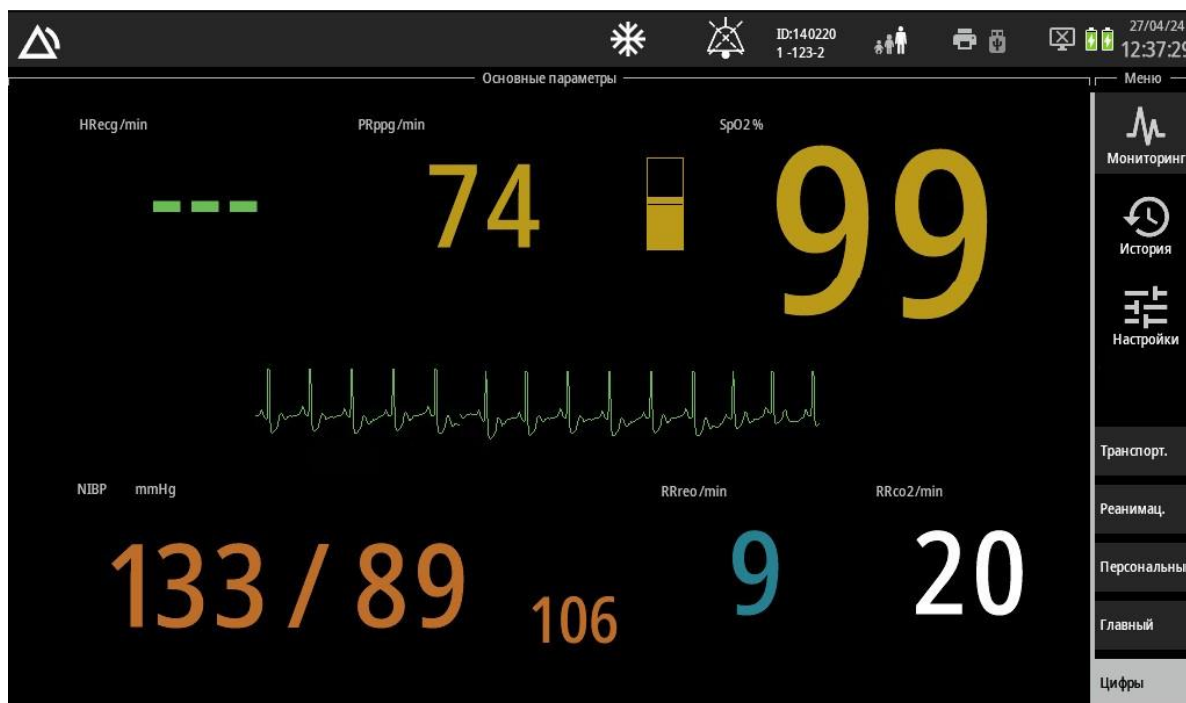 ID:140220
1 -123-2
27/04/24
12:37:29
Основные параметры
Меню
HRecg/min
PRppg/min
SpO2 %
---
74
99
Мониторинг
История
Настройки
Транспорт.
NIBP mmHg
RRreo/min
RRco2/min
Реанимац.
133 / 89
106
9
20
Персональны
Главный
Цифры